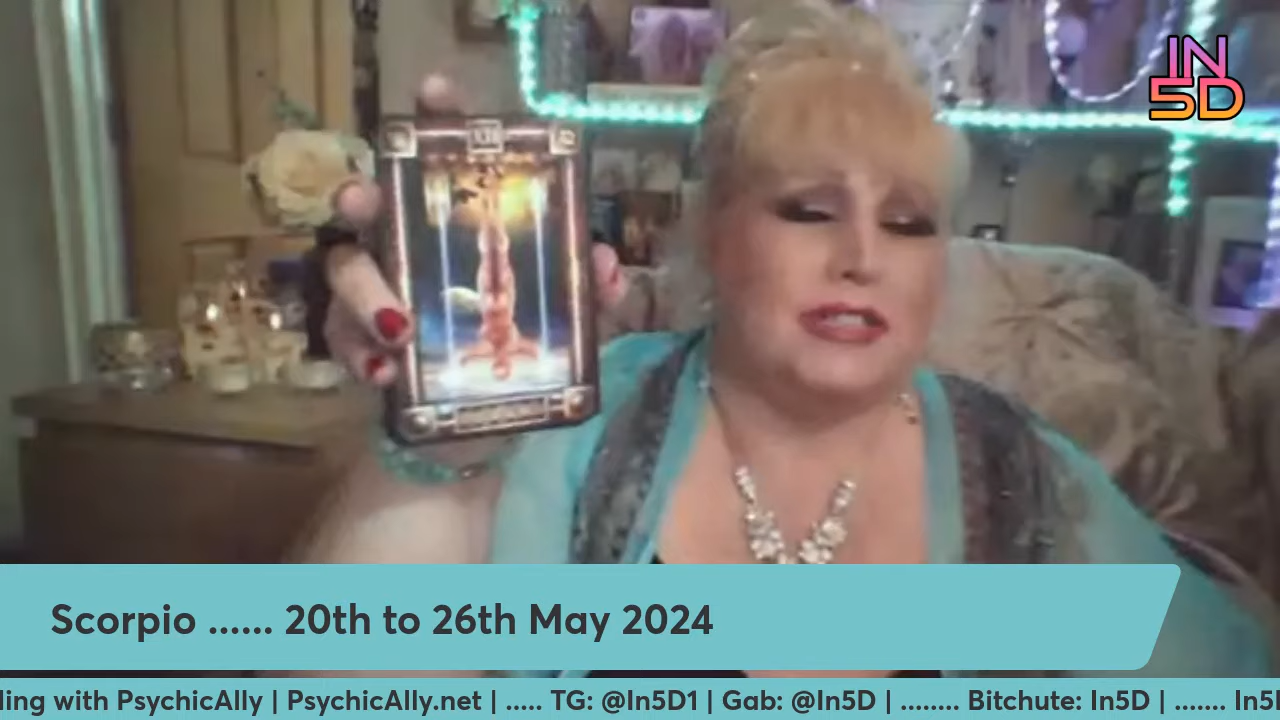 IN
5D
Scorpio ...... 20th to 26th May 2024
ling with PsychicAlly | PsychicAlly.net | ..... TG: @In5D1 | Gab: @In5D | ........ Bitchute: In5D | ....... In5